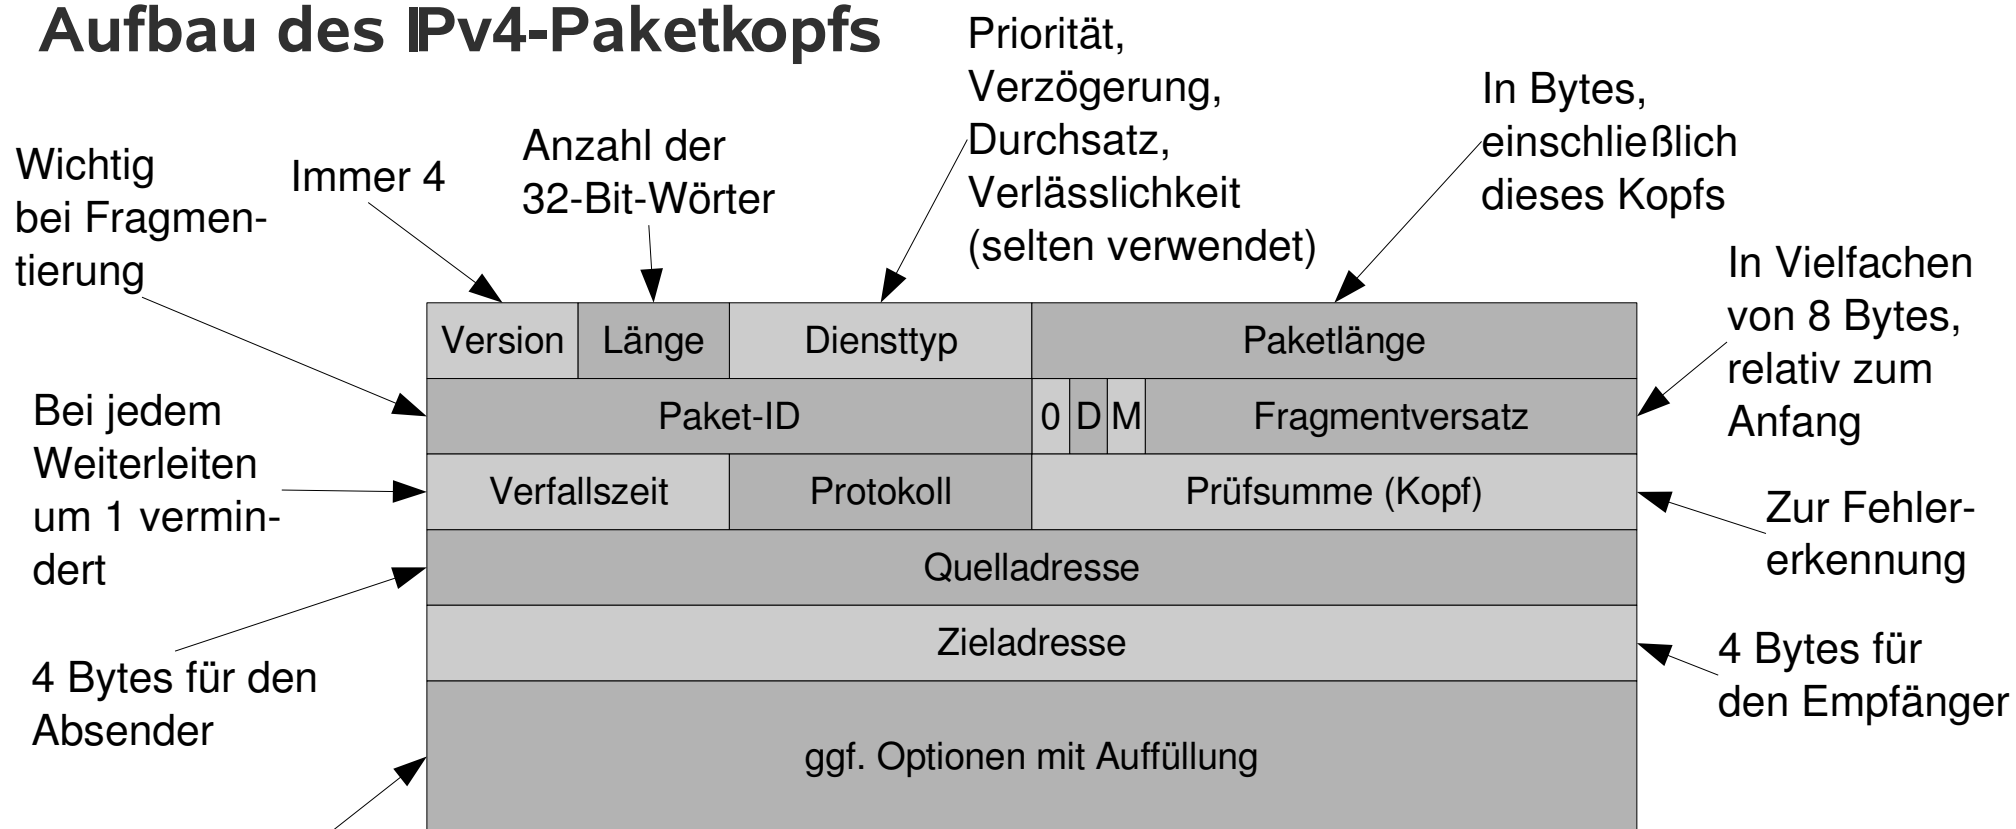 Aufbau des IPv4-Paketkopfs
Priorität,
Verzögerung,
Durchsatz,
Verlässlichkeit
(selten verwendet)
In Bytes,
einschließlich
dieses Kopfs
Anzahl der
32-Bit-Wörter
Immer 4
Wichtig
bei Fragmen-
tierung
In Vielfachen
von 8 Bytes,
relativ zum
Anfang
Version Länge Diensttyp Paketlänge
Paket-ID 0 D M Fragmentversatz
Verfallszeit Protokoll Prüfsumme (Kopf)
Quelladresse
Zieladresse
ggf. Optionen mit Auffüllung
Bei jedem
Weiterleiten
um 1 vermin-
dert
Zur Fehler-
erkennung
4 Bytes für den
Absender
4 Bytes für
den Empfänger